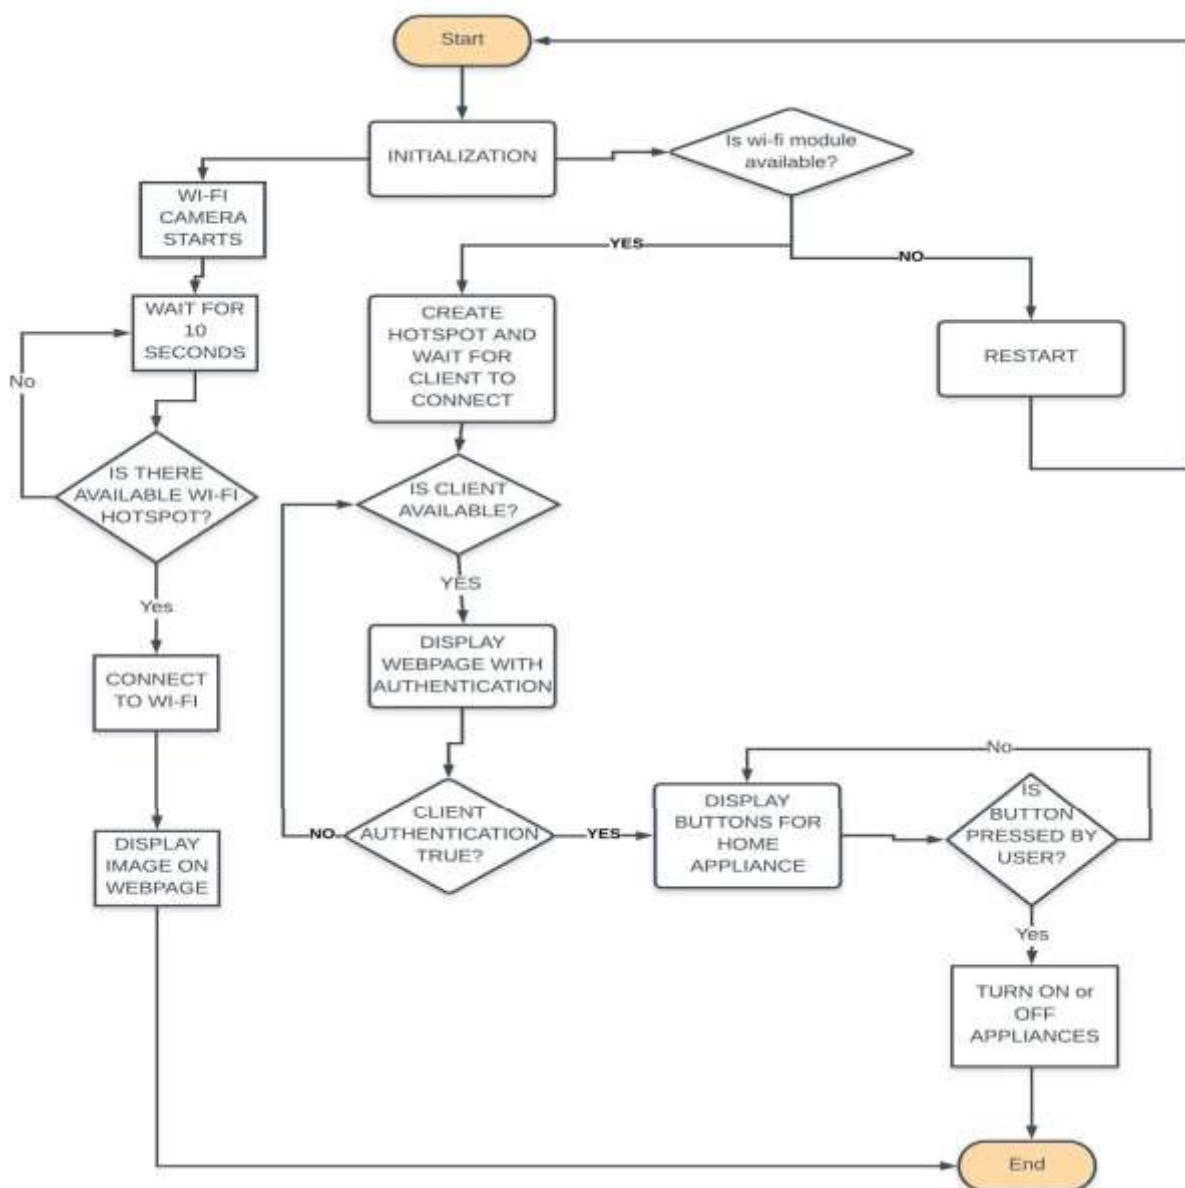 Start
INITIALIZATION
Is wi-fi module
available?
WI-FI
CAMERA
STARTS
YES
NO
WAIT FOR
10
SECONDS
CREATE
HOTSPOT AND
WAIT FOR
CLIENT TO
CONNECT
RESTART
No
IS THERE
AVAILABLE WI-FI
HOTSPOT?
IS CLIENT
AVAILABLE?
YES
Yes
DISPLAY
WEBPAGE WITH
AUTHENTICATION
CONNECT
TO WI-FI
No
CLIENT
AUTHENTICATION
TRUE?
NO
YES
DISPLAY
BUTTONS FOR
HOME
APPLIANCE
IS
BUTTON
PRESSED BY
USER?
DISPLAY
IMAGE ON
WEBPAGE
Yes
TURN ON or
OFF
APPLIANCES
End